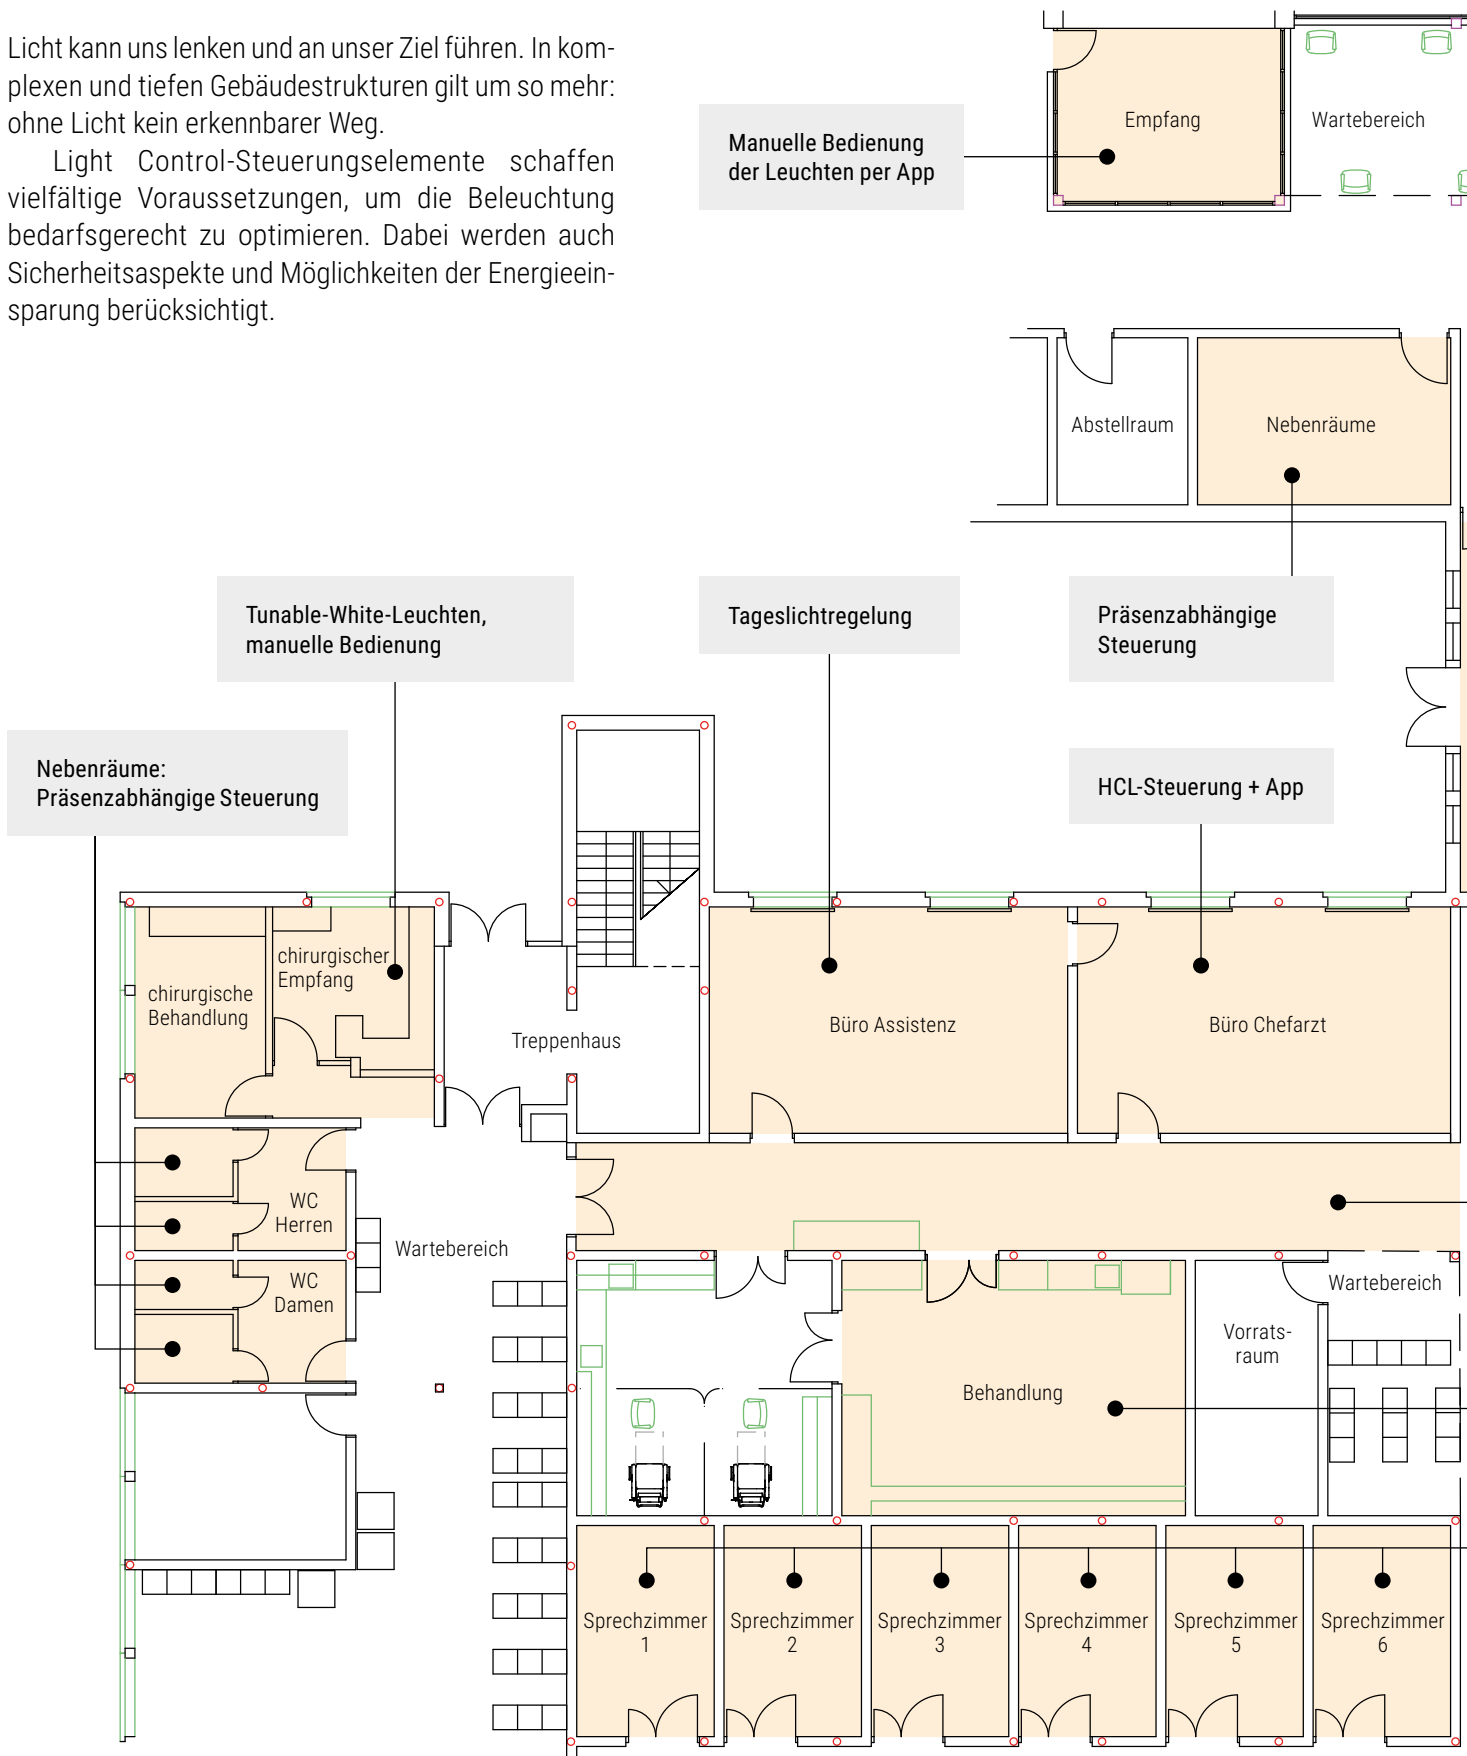 Licht kann uns lenken und an unser Ziel führen. In kom-
plexen und tiefen Gebäudestrukturen gilt um so mehr:
ohne Licht kein erkennbarer Weg.
Light Control-Steuerungselemente schaffen
vielfältige Voraussetzungen, um die Beleuchtung
bedarfsgerecht zu optimieren. Dabei werden auch
Sicherheitsaspekte und Möglichkeiten der Energieein-
sparung berücksichtigt.
Manuelle Bedienung
der Leuchten per App
Empfang
Wartebereich
Abstellraum
Nebenräume
Tunable-White-Leuchten,
manuelle Bedienung
Tageslichtregelung
Präsenzabhängige
Steuerung
Nebenräume:
Präsenzabhängige Steuerung
HCL-Steuerung + App
chirurgischer
Empfang
chirurgische
Behandlung
Treppenhaus
Büro Assistenz
Büro Chefarzt
WC
Herren
Wartebereich
WC
Damen
Wartebereich
Vorrats-
raum
Behandlung
Sprechzimmer
1
Sprechzimmer
2
Sprechzimmer
3
Sprechzimmer
4
Sprechzimmer
5
Sprechzimmer
6